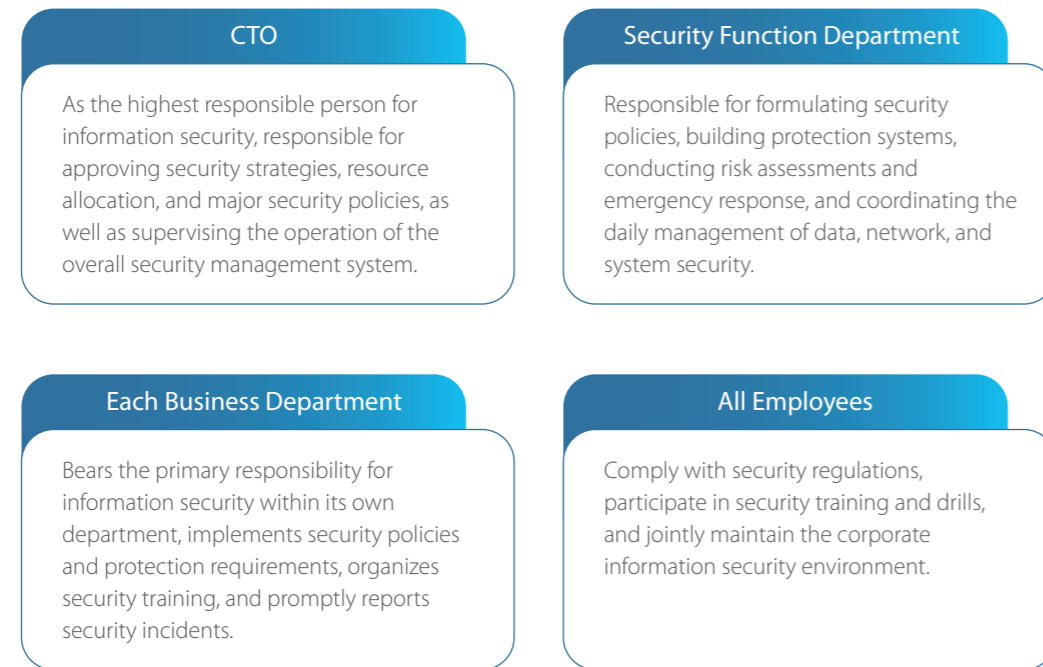 CTO
As the highest responsible person for
information security, responsible for
approving security strategies, resource
allocation, and major security policies, as
well as supervising the operation of the
overall security management system.
Security Function Department
Responsible for formulating security
policies, building protection systems,
conducting risk assessments and
emergency response, and coordinating the
daily management of data, network, and
system security.
Each Business Department
Bears the primary responsibility for
information security within its own
department, implements security policies
and protection requirements, organizes
security training, and promptly reports
security incidents.
All Employees
Comply with security regulations,
participate in security training and drills,
and jointly maintain the corporate
information security environment.